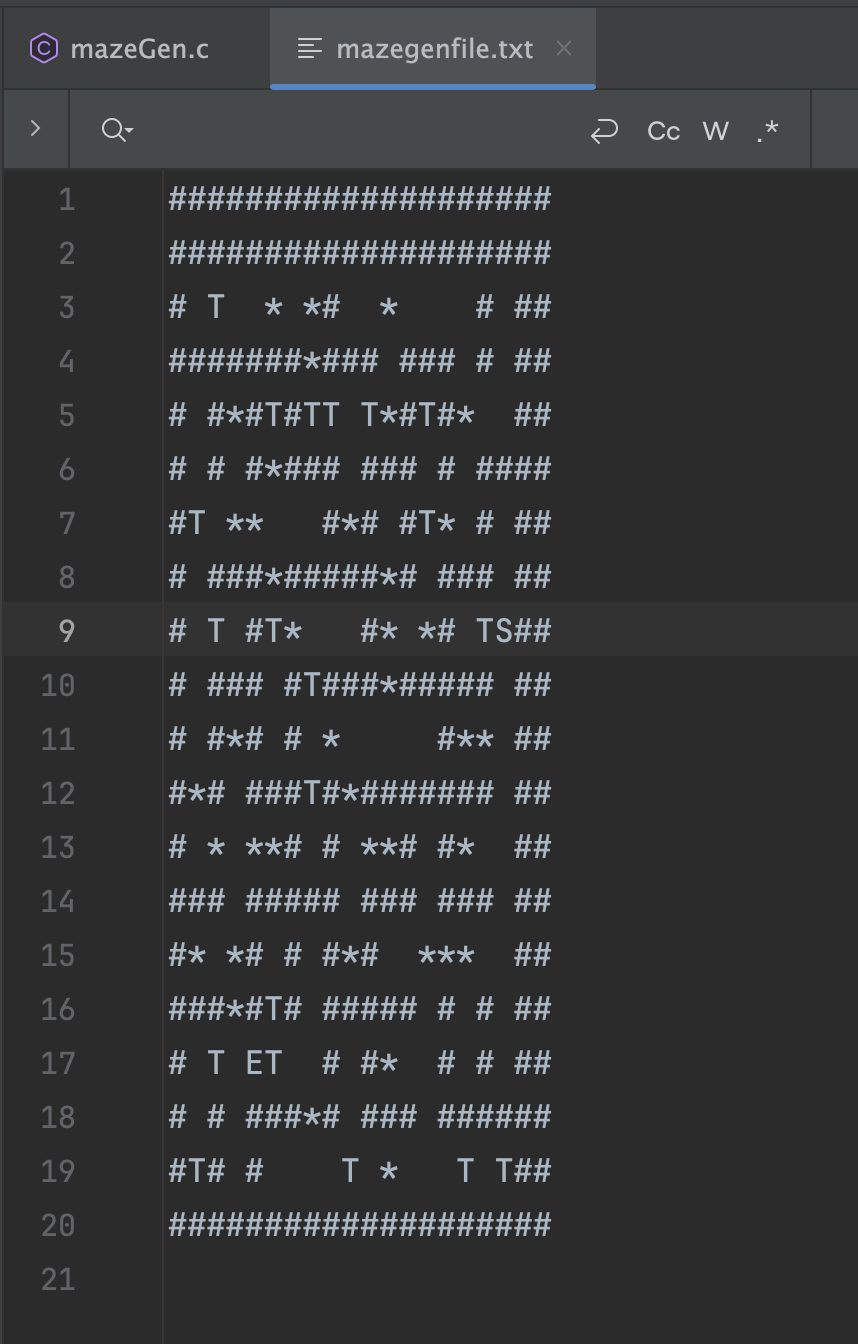 mazeGen.c mazegenfile.txt
Cc W .*
1 ####################
2 ####################
3 # T  * *#  *    # ##
4 #######*### ### # ##
5 # #*#T#TT T*#T#*  ##
6 # # #*### ### # ####
7 #T **   #*# #T* # ##
8 # ###*#####*# ### ##
9 # T #T*   #* *# TS##
10 # ### #T###*##### ##
11 # #*# # *     #** ##
12 #*# ###T#*####### ##
13 # * **# # **# #*  ##
14 ### ##### ### ### ##
15 #* *# # #*#  ***  ##
16 ###*#T# ##### # # ##
17 # T ET  # #*  # # ##
18 # # ###*# ### ######
19 #T# #    T *   T T##
20 ####################
21